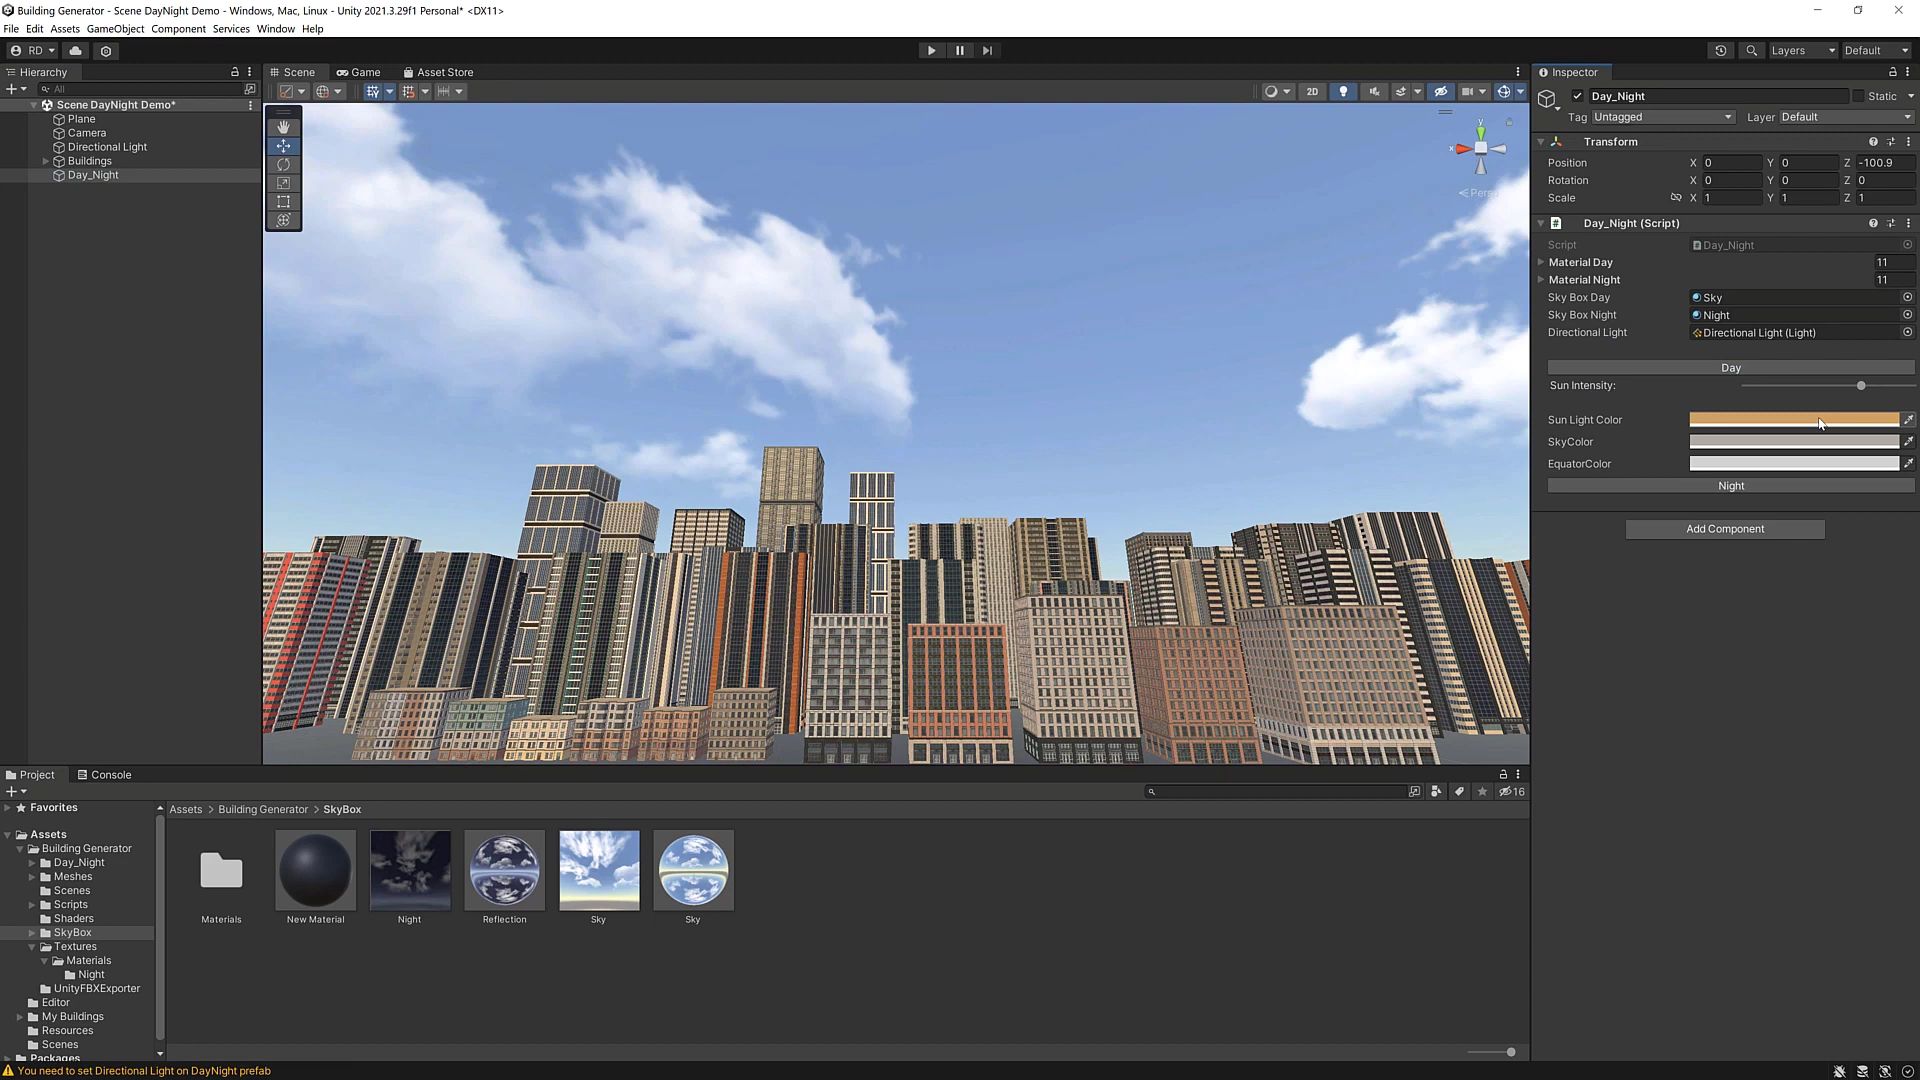 Building Generator - Scene DayNight Demo - Windows, Mac, Linux - Unity 2021.3.29f1 Personal* <DX11>
File Edit Assets GameObject Component Services Window Help
RD Layers Default
Hierarchy
All
Scene DayNight Demo*
Plane
Camera
Directional Light
Buildings
Day_Night
Scene Game Asset Store
2D
y
x
Inspector
Day_Night Static
Tag Untagged Layer Default
Transform
Position X 0 Y 0 Z -100.9
Rotation X 0 Y 0 Z 0
Scale X 1 Y 1 Z 1
Day_Night (Script)
Script Day_Night
Material Day 11
Material Night 11
Sky Box Day Sky
Sky Box Night Night
Directional Light Directional Light (Light)
Day
Sun Intensity:
Sun Light Color
SkyColor
EquatorColor
Night
Add Component
Project Console
16
Favorites
Assets
Building Generator
Day_Night
Meshes
Scenes
Scripts
Shaders
SkyBox
Textures
Materials
Night
UnityFBXExporter
Editor
My Buildings
Resources
Scenes
Packages
Assets > Building Generator > SkyBox
Materials New Material Night Reflection Sky Sky
You need to set Directional Light on DayNight prefab